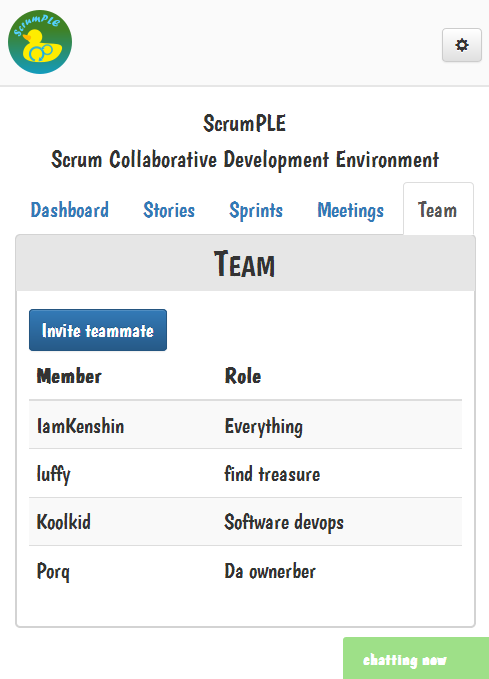 ScrumPLE
ScrumPLE
Scrum Collaborative Development Environment
Dashboard Stories Sprints Meetings Team
TEAM
Invite teammate
Member Role
IamKenshin Everything
luffy find treasure
Koolkid Software devops
Porq Da ownerber
chatting now